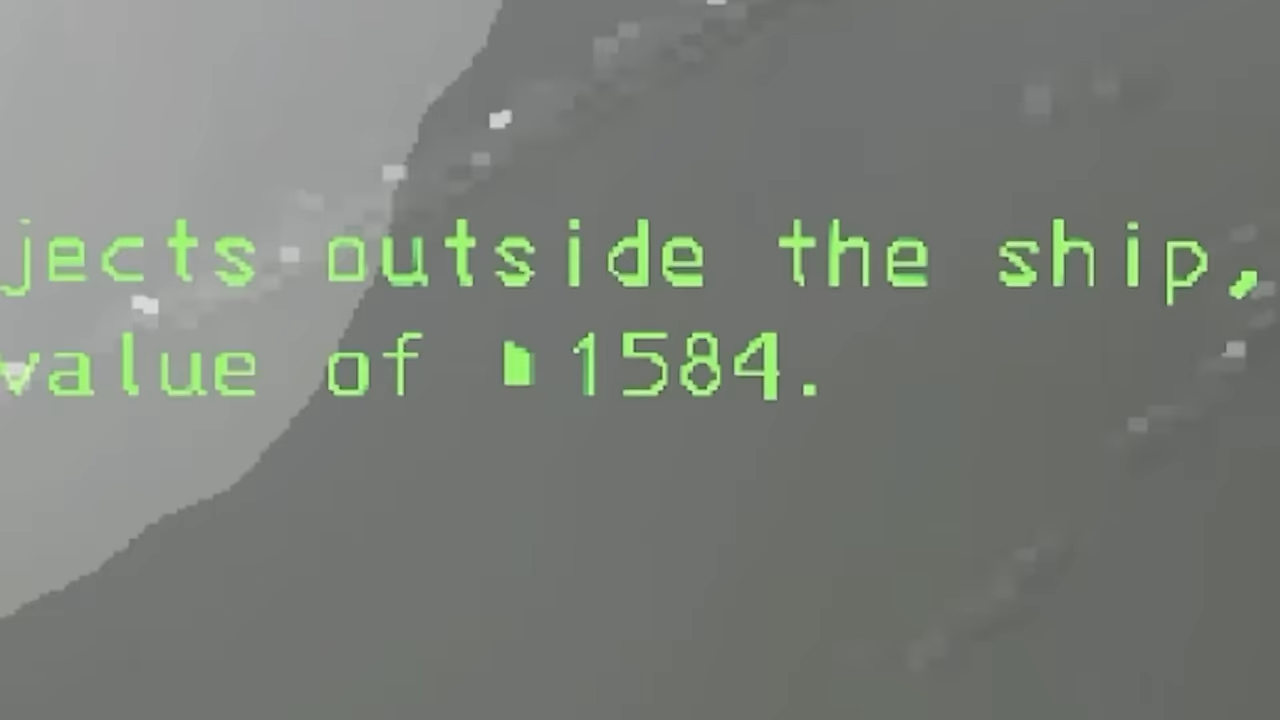 jects outside the ship,
value of ▮1584.